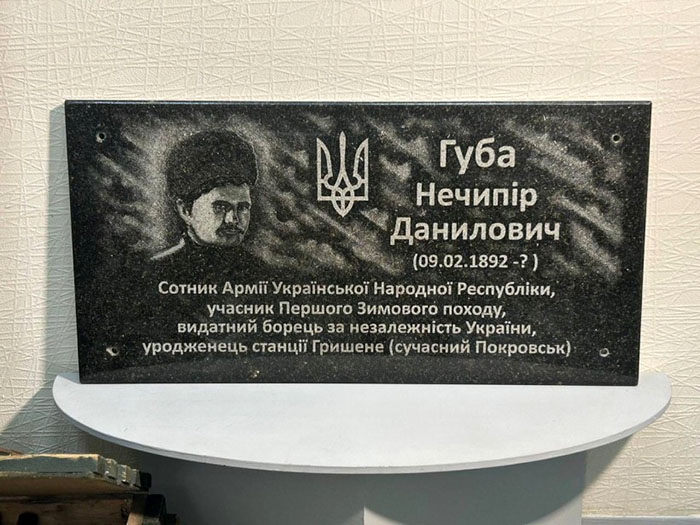 Губа
Нечипір
Данилович
(09.02.1892 -? )
Сотник Армії Української Народної Республіки,
учасник Першого Зимового походу,
видатний борець за незалежність України,
уродженець станції Гришене (сучасний Покровськ)